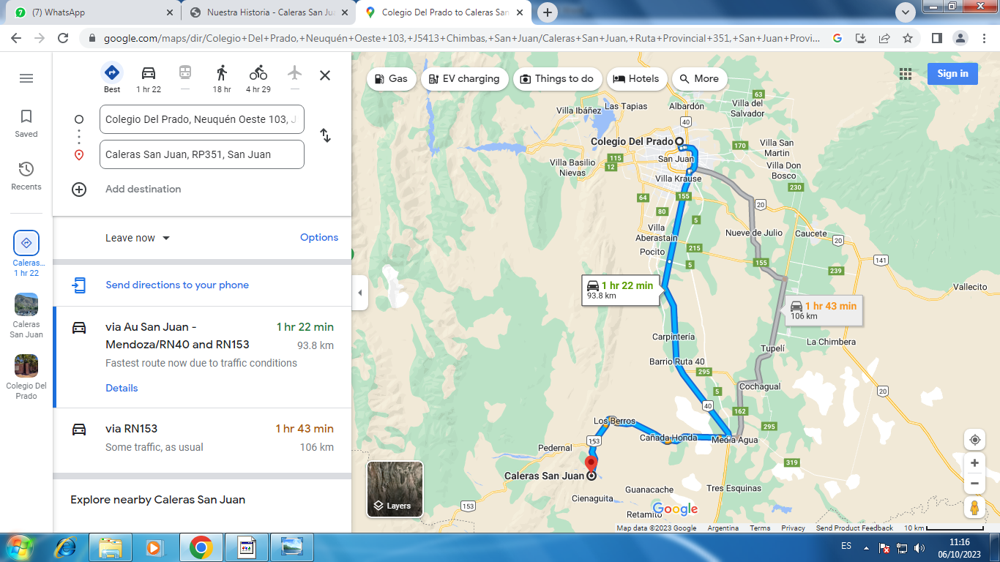 (7) WhatsApp
Nuestra Historia - Caleras San Jua
Colegio Del Prado to Caleras San
google.com/maps/dir/Colegio+Del+Prado,+Neuquén+Oeste+103,+J5413+Chimbas,+San+Juan/Caleras+San+Juan,+Ruta+Provincial+351,+San+Juan+Provi...
Best
1 hr 22
—
18 hr
4 hr 29
—
Colegio Del Prado, Neuquén Oeste 103, J
Caleras San Juan, RP351, San Juan
Add destination
Leave now
Options
Send directions to your phone
via Au San Juan -
Mendoza/RN40 and RN153
1 hr 22 min
93.8 km
Fastest route now due to traffic conditions
Details
via RN153
1 hr 43 min
Some traffic, as usual
106 km
Explore nearby Caleras San Juan
Saved
Recents
Caleras...
1 hr 22
Caleras
San Juan
Colegio Del
Prado
Gas
EV charging
Things to do
Hotels
More
Sign in
63
Villa Ibáñez
Las Tapias
Albardón
Villa del
Salvador
40
Colegio Del Prado
170
Villa San
Martin
115
12
San Juan
Villa Basilio
Nievas
Villa Krause
Villa Don
Bosco
230
64
155
20
80
5
Villa
Aberastain
Nueve de Julio
Caucete
20
Pocito
215
141
5
155
239
1 hr 22 min
93.8 km
Vallecito
1 hr 43 min
106 km
Carpintería
La Chimbera
Tupelí
Barrio Ruta 40
295
Cochagual
5
20
40
162
Los Berros
295
153
Cañada Honda
Media Agua
Pedernal
319
Caleras San Juan
Guanacache
Tres Esquinas
Cienaguita
153
Retamito
Google
Layers
Map data ©2023 Google
Argentina
Terms
Privacy
Send Product Feedback
10 km
ES
11:16
06/10/2023